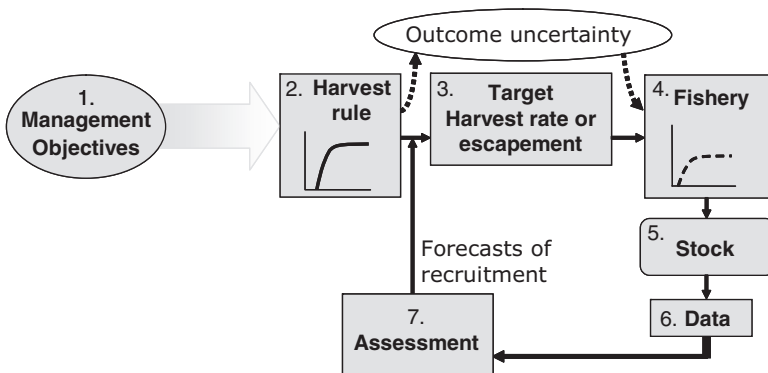 Outcome uncertainty
1.
Management
Objectives
2. Harvest
rule
3. Target
Harvest rate or
escapement
4. Fishery
5.
Stock
6. Data
Forecasts of
recruitment
7.
Assessment